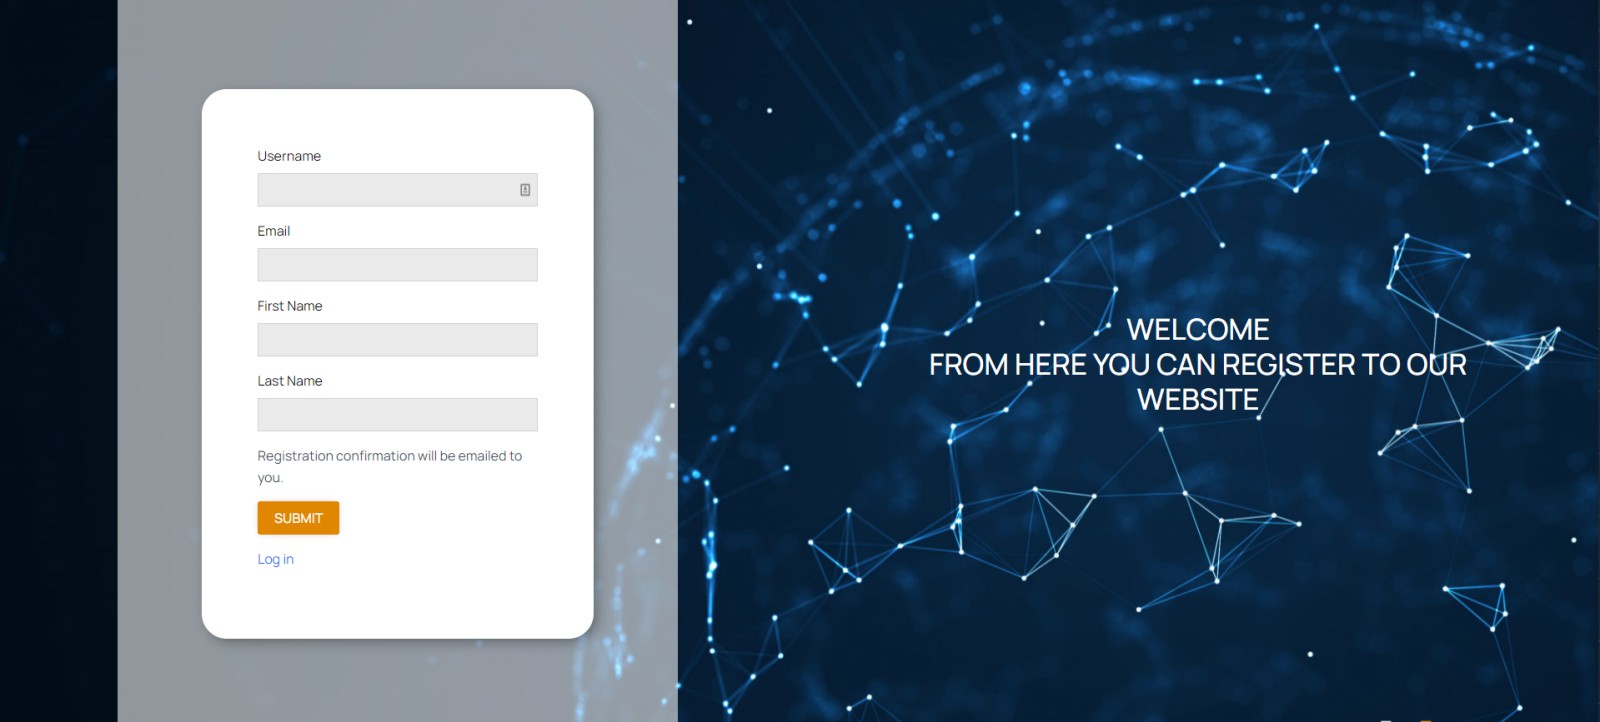 Username
Email
First Name
Last Name
Registration confirmation will be emailed to
you.
SUBMIT
Log in
WELCOME
FROM HERE YOU CAN REGISTER TO OUR
WEBSITE